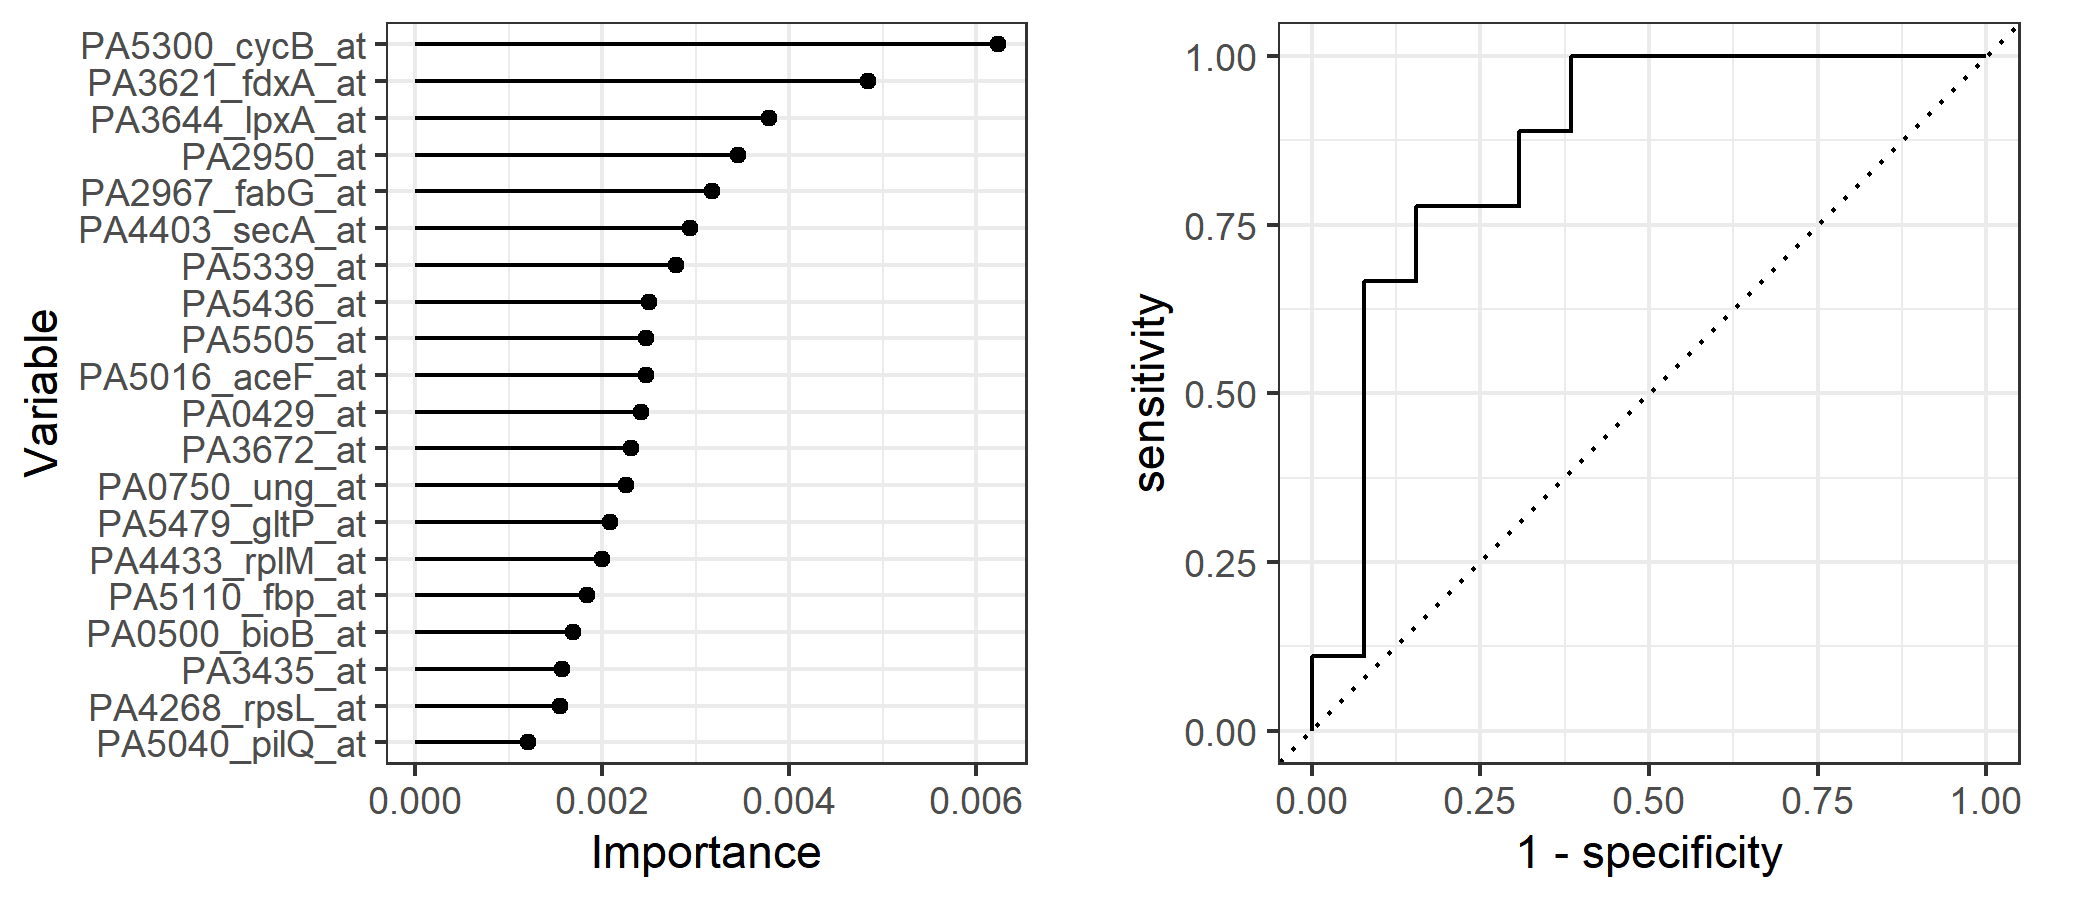 Variable
PA5300_cycB_at
PA3621_fdxA_at
PA3644_lpxA_at
PA2950_at
PA2967_fabG_at
PA4403_secA_at
PA5339_at
PA5436_at
PA5505_at
PA5016_aceF_at
PA0429_at
PA3672_at
PA0750_ung_at
PA5479_gltP_at
PA4433_rplM_at
PA5110_fbp_at
PA0500_bioB_at
PA3435_at
PA4268_rpsL_at
PA5040_pilQ_at
0.000 0.002 0.004 0.006
Importance
sensitivity
1.00
0.75
0.50
0.25
0.00
0.00 0.25 0.50 0.75 1.00
1 - specificity